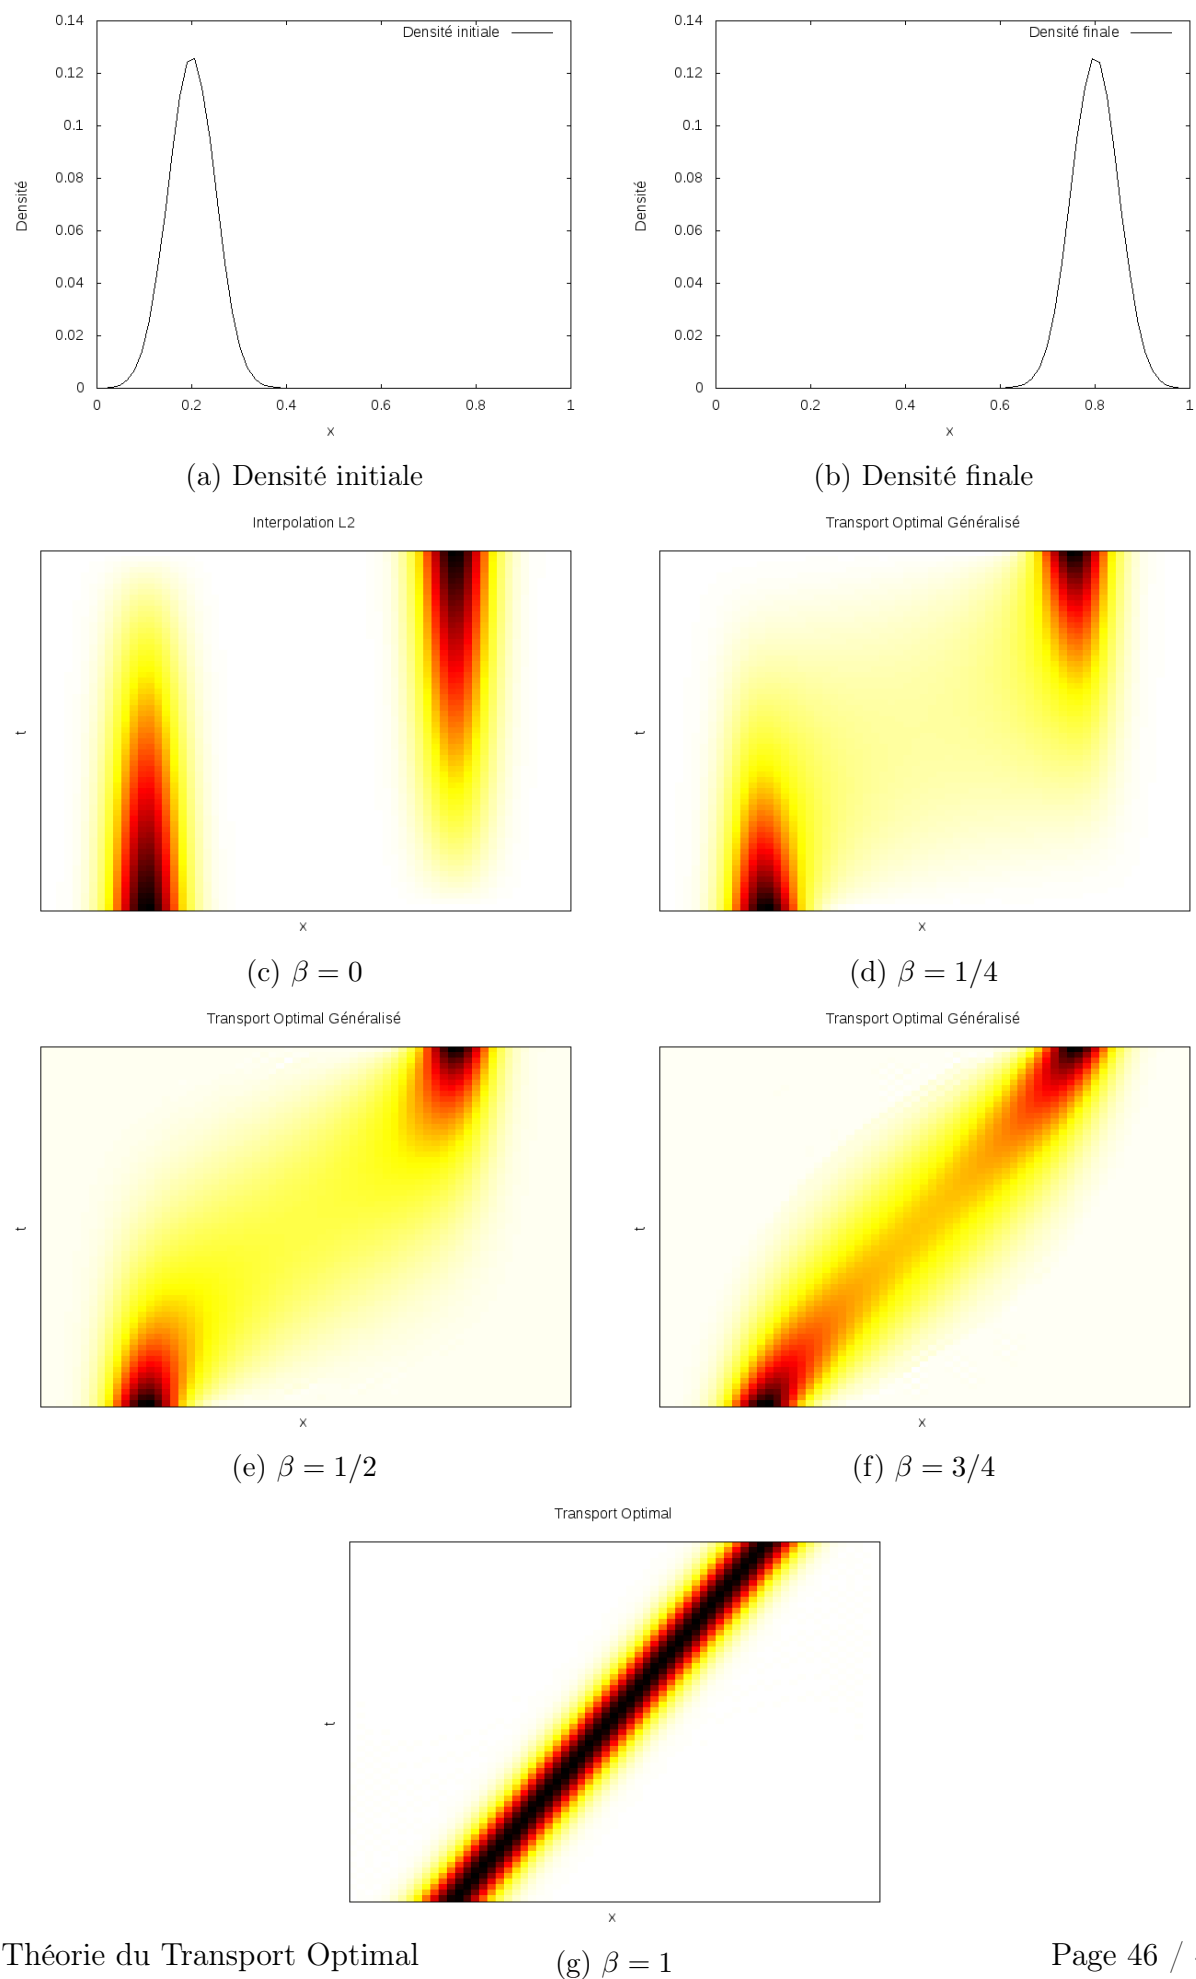 Densité initiale
0.14
0.12
0.1
0.08
0.06
0.04
0.02
0
Densité
0 0.2 0.4 0.6 0.8 1
x
(a) Densité initiale
Densité finale
0.14
0.12
0.1
0.08
0.06
0.04
0.02
0
Densité
0 0.2 0.4 0.6 0.8 1
x
(b) Densité finale
Interpolation L2
t
x
(c) β = 0
Transport Optimal Généralisé
t
x
(d) β = 1/4
Transport Optimal Généralisé
t
x
(e) β = 1/2
Transport Optimal Généralisé
t
x
(f) β = 3/4
Transport Optimal
t
x
(g) β = 1
Théorie du Transport Optimal
Page 46 /